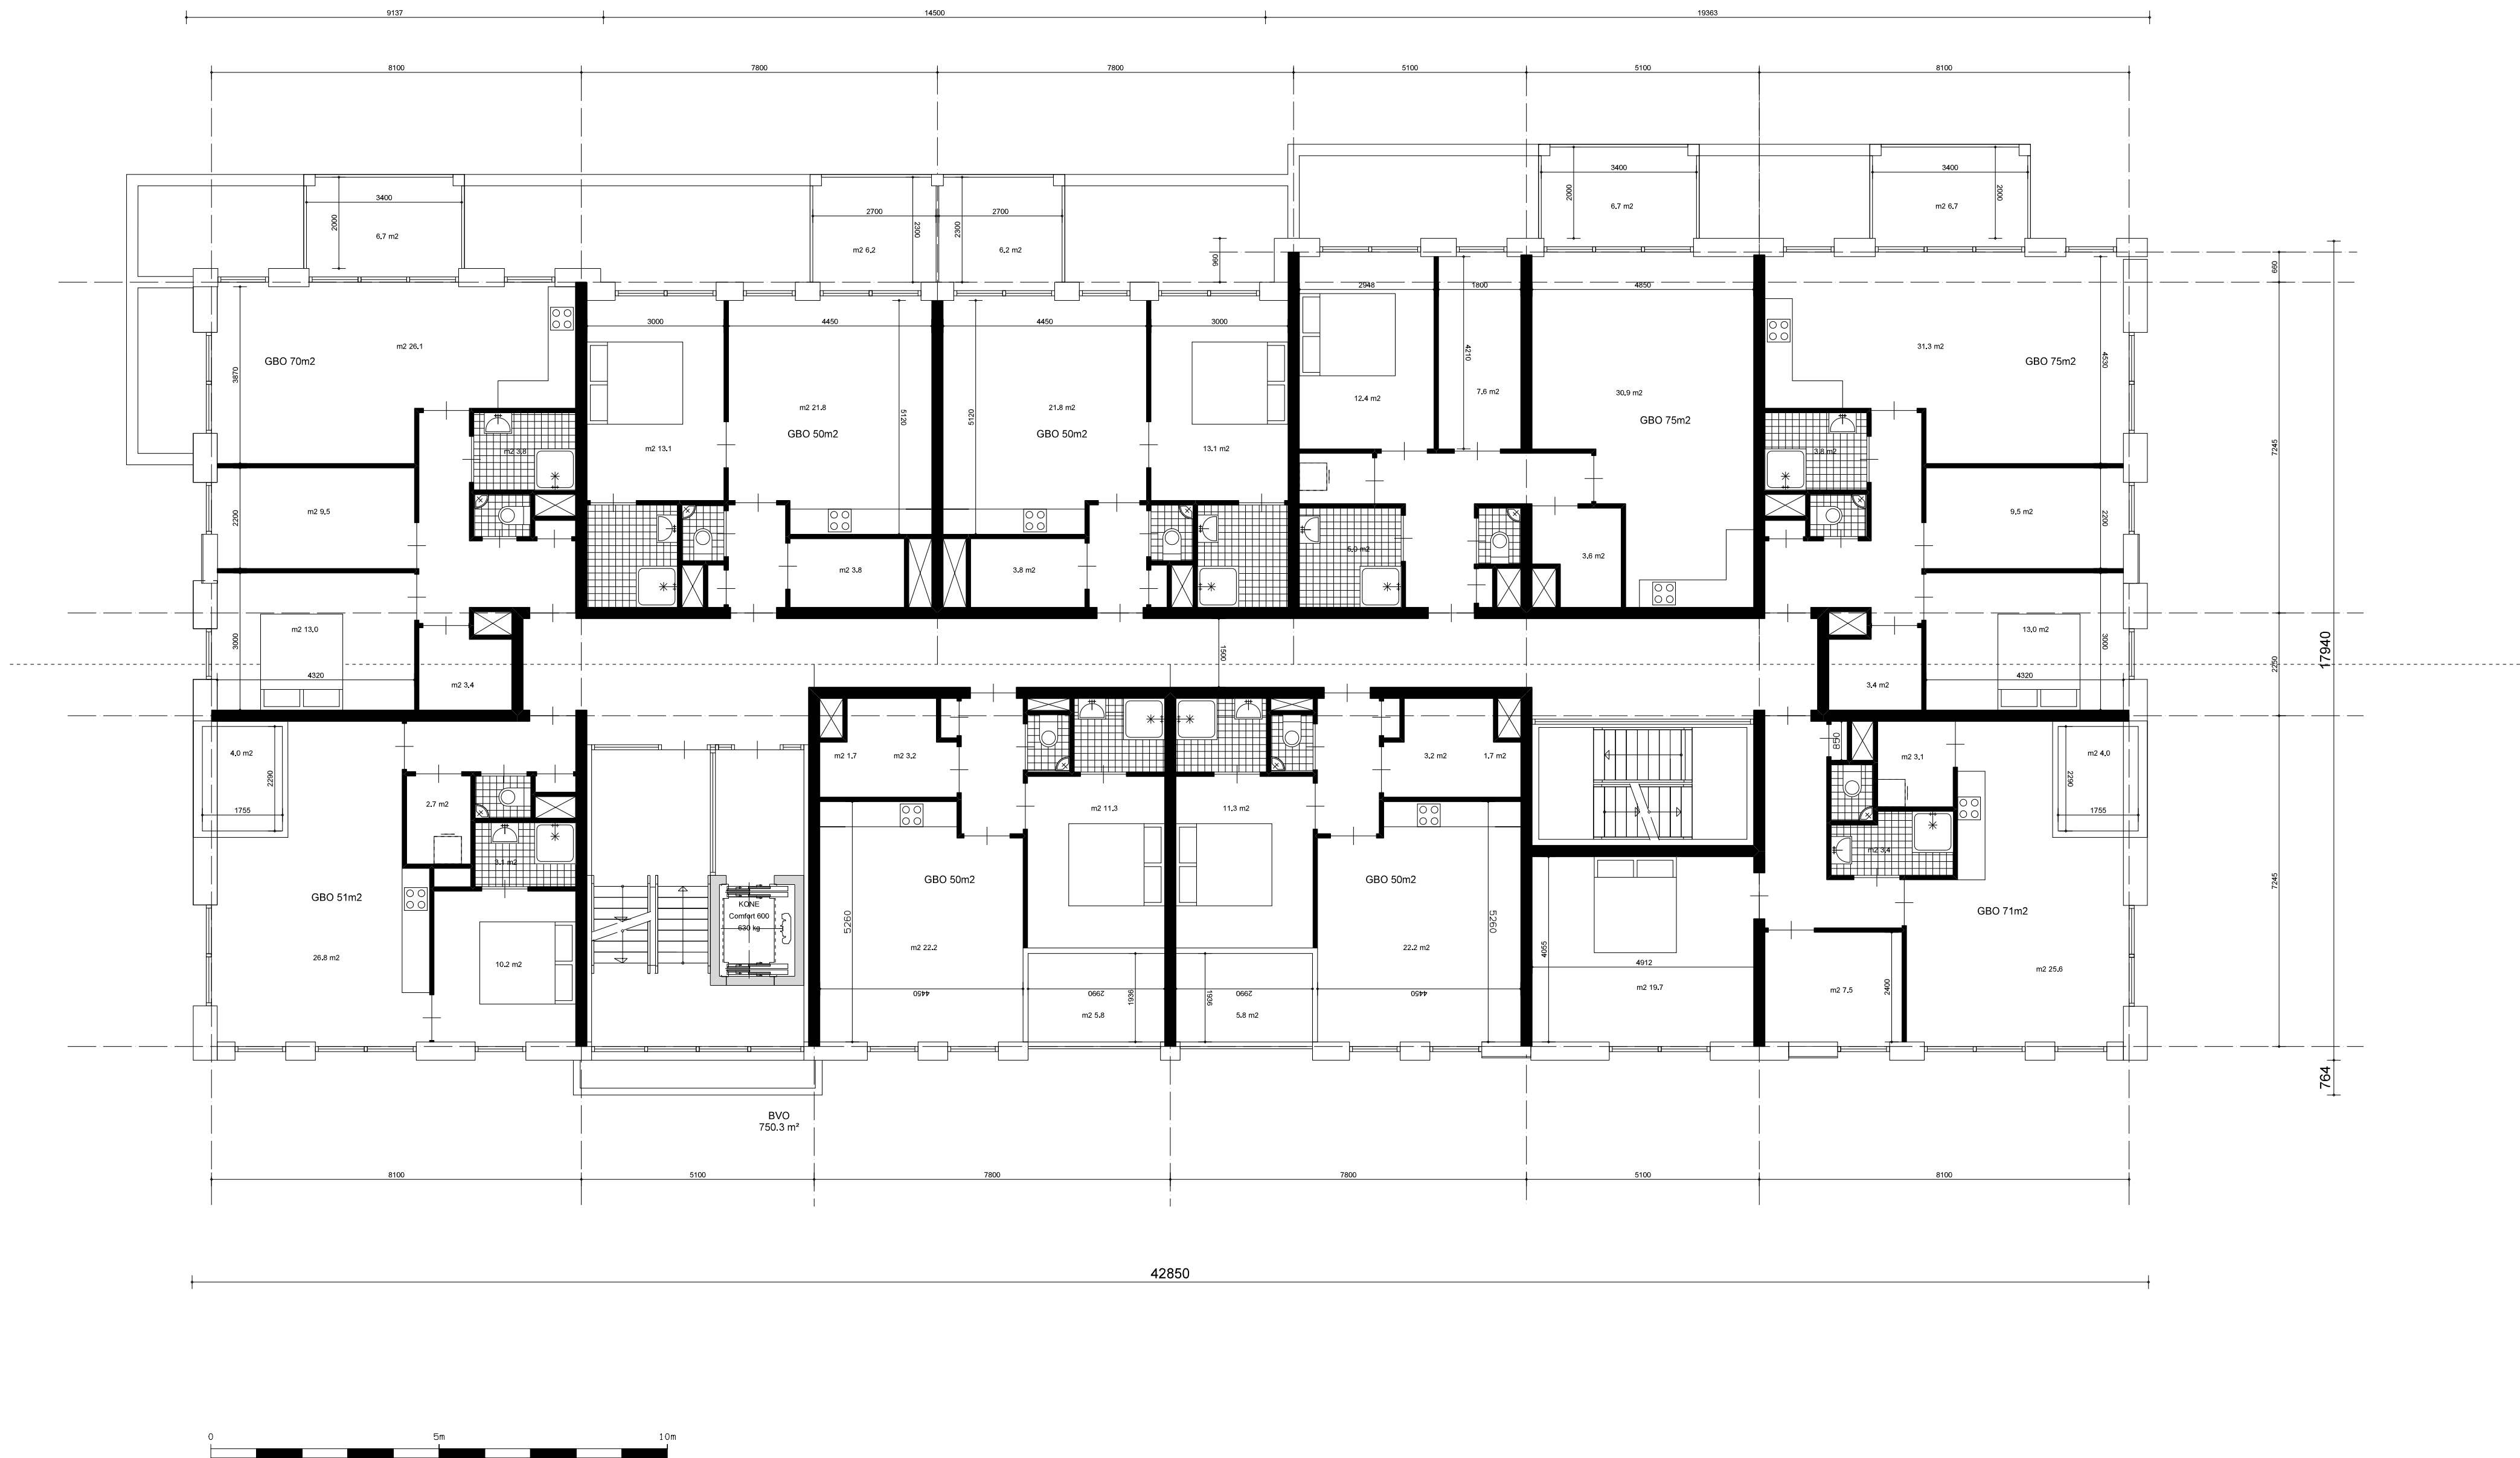 9137 14500 19363
8100 7800 7800 5100 5100 8100
3400 2000 6.7 m2
2700 2700 2300 2300
m2 6.2 6.2 m2
3400 2000 6.7 m2
3400 2000 m2 6.7
960
660
3000 4450 4450 3000
2948 1800 4850
m2 26.1
GBO 70m2
3870
m2 21.8
GBO 50m2
5120
5120
21.8 m2
GBO 50m2
m2 13.1
13.1 m2
12.4 m2
4210
7.6 m2
30.9 m2
GBO 75m2
31.3 m2
GBO 75m2
4530
m2 3.8
3.8 m2
m2 9,5
2200
9,5 m2
2200
7245
m2 3.8
3.8 m2
5.0 m2
3.6 m2
m2 13,0
3000
4320
m2 3.4
1500
13,0 m2
3000
4320
3.4 m2
2250
17940
4,0 m2
2290
1755
2.7 m2
3,1 m2
m2 1.7
m2 3.2
3.2 m2
1.7 m2
850
m2 3.1
m2 4,0
2290
1755
m2 11.3
11.3 m2
GBO 51m2
26.8 m2
10.2 m2
KONE
Comfort 600
630 kg
GBO 50m2
5260
m2 22.2
GBO 50m2
5260
22.2 m2
m2 3,4
GBO 71m2
4055
4912
m2 19.7
m2 7.5
2400
m2 25.6
7245
4450 2990 2990 4450
1936 1936
m2 5.8
5.8 m2
764
BVO
750.3 m²
8100 5100 7800 7800 5100 8100
42850
0 5m 10m